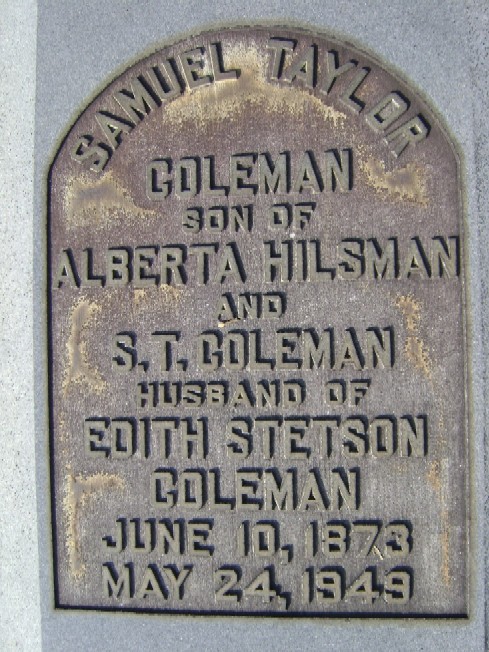 SAMUEL TAYLOR
COLEMAN
SON OF
ALBERTA HILSMAN
AND
S.T. COLEMAN
HUSBAND OF
EDITH STETSON
COLEMAN
JUNE 10, 1873
MAY 24, 1949